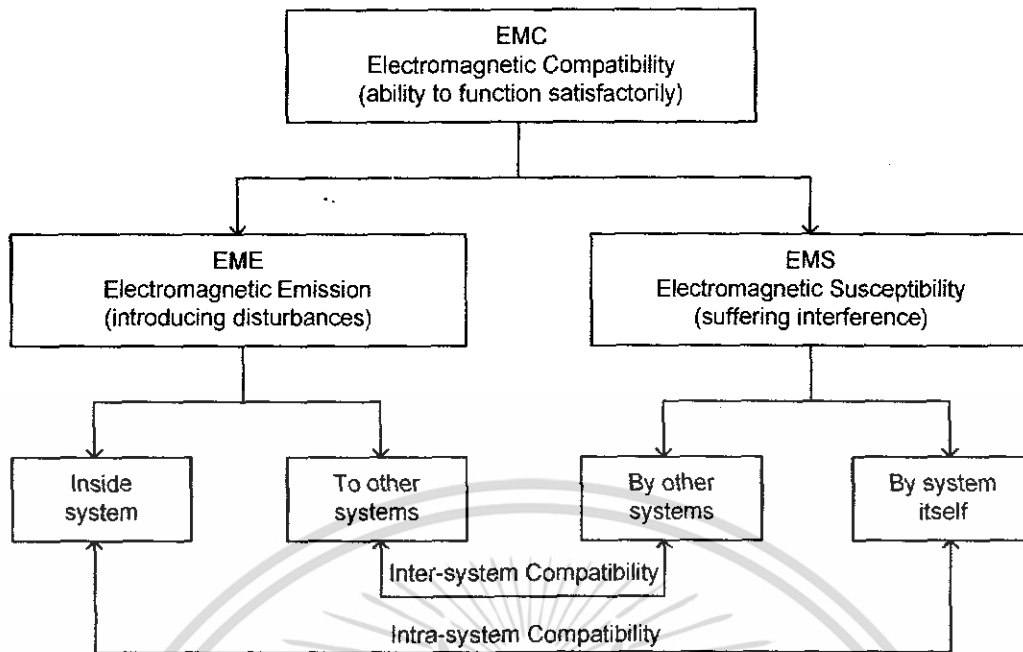 EMC
Electromagnetic Compatibility
(ability to function satisfactorily)
EME
Electromagnetic Emission
(introducing disturbances)
EMS
Electromagnetic Susceptibility
(suffering interference)
Inside
system
To other
systems
By other
systems
By system
itself
Inter-system Compatibility
Intra-system Compatibility